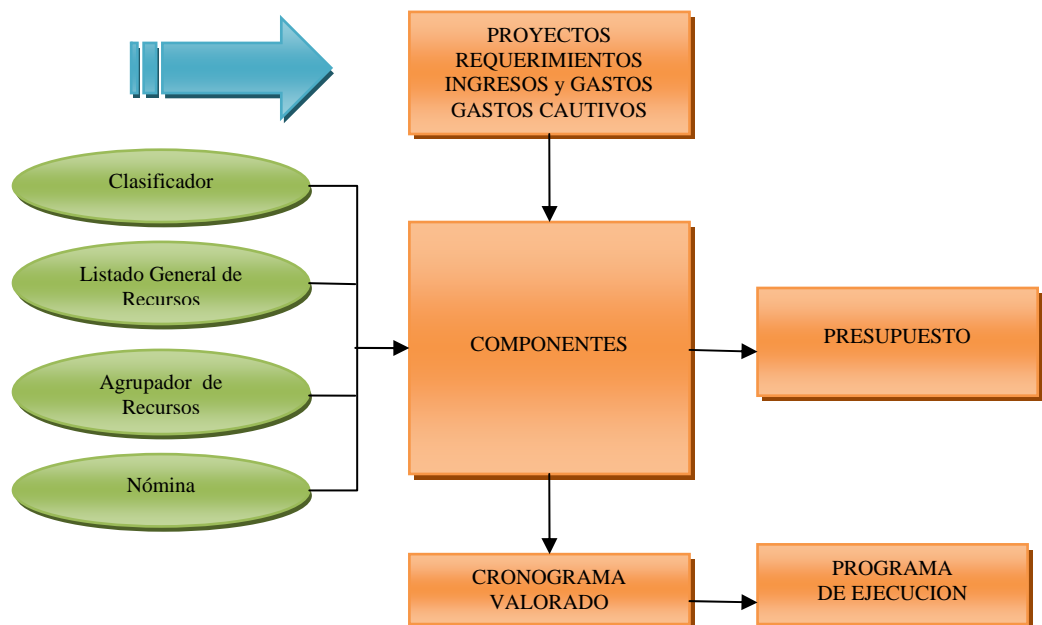 PROYECTOS
REQUERIMIENTOS
INGRESOS y GASTOS
GASTOS CAUTIVOS
Clasificador
Listado General de
Recursos
Agrupador de
Recursos
Nómina
COMPONENTES
PRESUPUESTO
CRONOGRAMA
VALORADO
PROGRAMA
DE EJECUCION